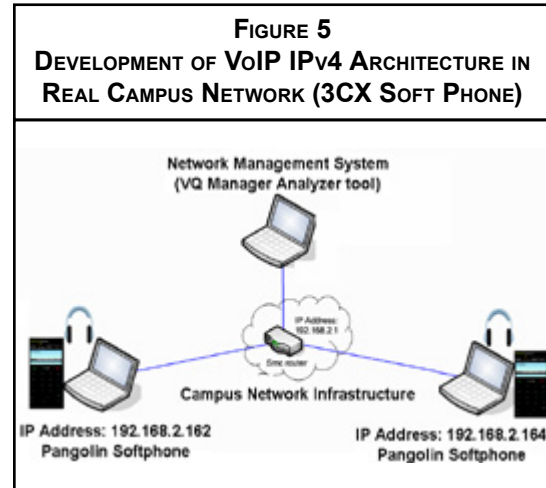 FIGURE 5
DEVELOPMENT OF VOIP IPV4 ARCHITECTURE IN
REAL CAMPUS NETWORK (3CX SOFT PHONE)
Network Management System
(VQ Manager Analyzer tool)
IP Address:
192.168.2.1
Smc router
Campus Network Infrastructure
IP Address: 192.168.2.162
Pangolin Softphone
IP Address: 192.168.2.164
Pangolin Softphone